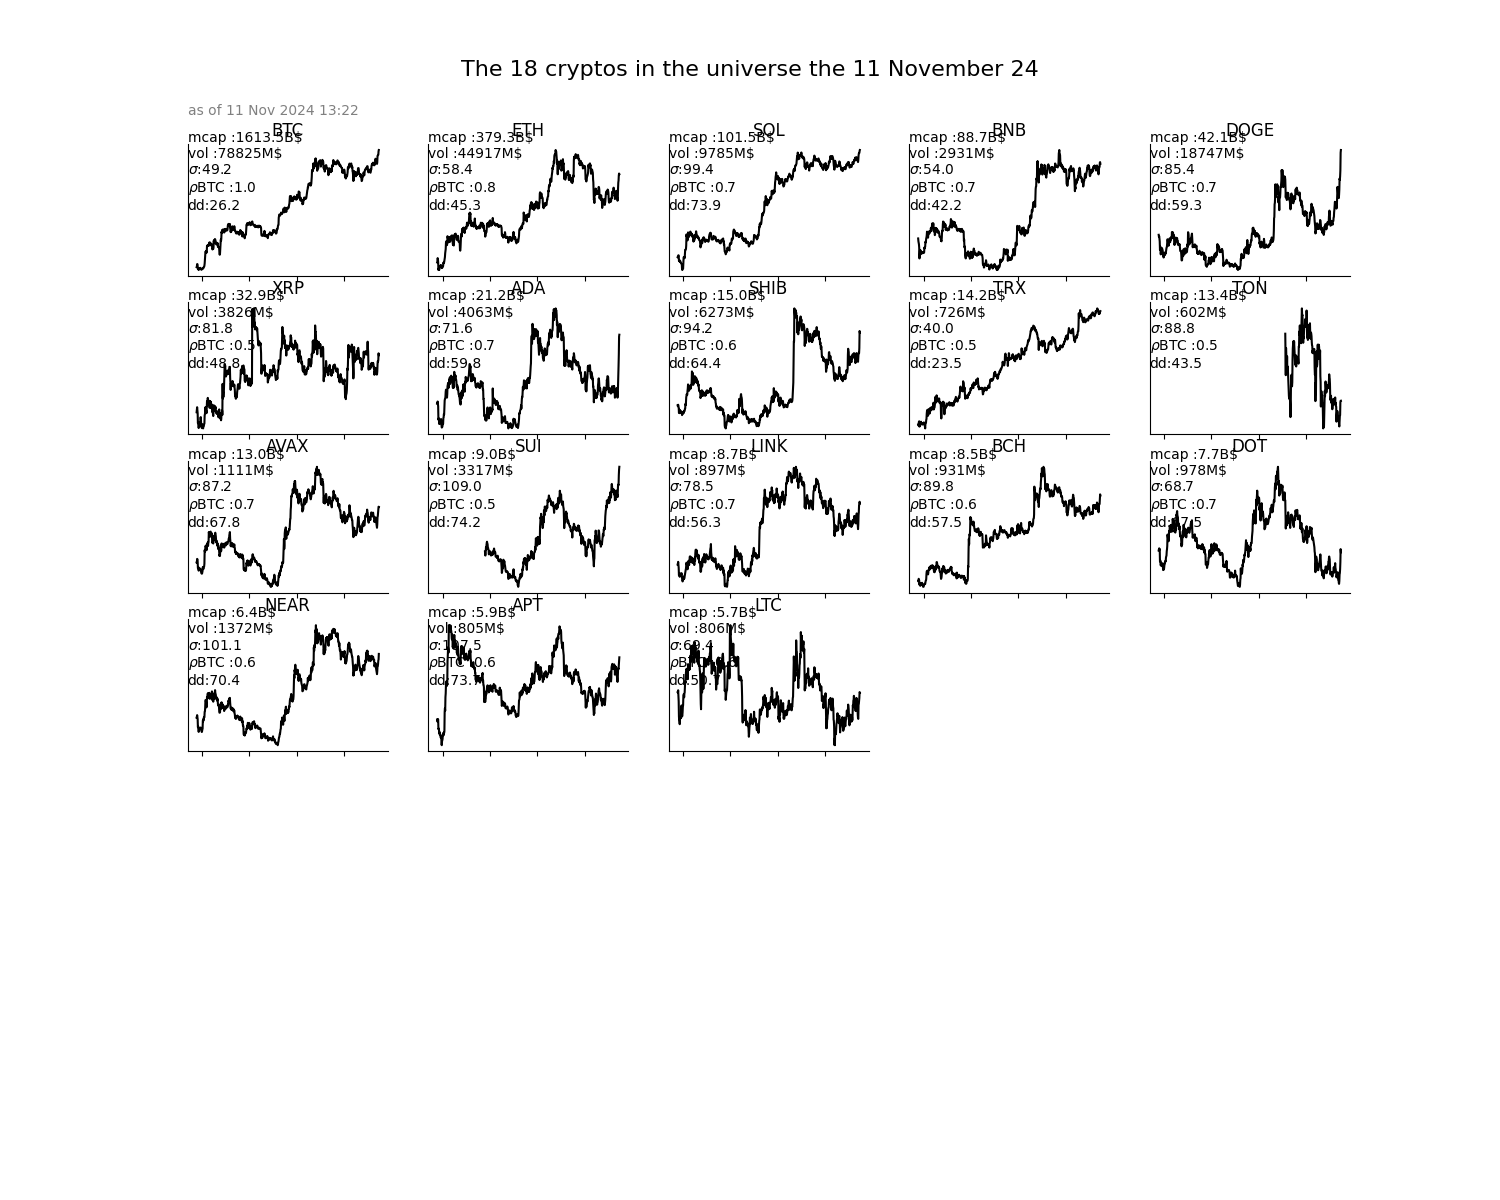 The 18 cryptos in the universe the 11 November 24
as of 11 Nov 2024 13:22
BTC
mcap :1613.5B$
vol :78825M$
σ:49.2
ρBTC :1.0
dd:26.2
ETH
mcap :379.3B$
vol :44917M$
σ:58.4
ρBTC :0.8
dd:45.3
SOL
mcap :101.5B$
vol :9785M$
σ:99.4
ρBTC :0.7
dd:73.9
BNB
mcap :88.7B$
vol :2931M$
σ:54.0
ρBTC :0.7
dd:42.2
DOGE
mcap :42.1B$
vol :18747M$
σ:85.4
ρBTC :0.7
dd:59.3
XRP
mcap :32.9B$
vol :3826M$
σ:81.8
ρBTC :0.5
dd:48.8
ADA
mcap :21.2B$
vol :4063M$
σ:71.6
ρBTC :0.7
dd:59.8
SHIB
mcap :15.0B$
vol :6273M$
σ:94.2
ρBTC :0.6
dd:64.4
TRX
mcap :14.2B$
vol :726M$
σ:40.0
ρBTC :0.5
dd:23.5
TON
mcap :13.4B$
vol :602M$
σ:88.8
ρBTC :0.5
dd:43.5
AVAX
mcap :13.0B$
vol :1111M$
σ:87.2
ρBTC :0.7
dd:67.8
SUI
mcap :9.0B$
vol :3317M$
σ:109.0
ρBTC :0.5
dd:74.2
LINK
mcap :8.7B$
vol :897M$
σ:78.5
ρBTC :0.7
dd:56.3
BCH
mcap :8.5B$
vol :931M$
σ:89.8
ρBTC :0.6
dd:57.5
DOT
mcap :7.7B$
vol :978M$
σ:68.7
ρBTC :0.7
NEAR
mcap :6.4B$
vol :1372M$
σ:101.1
ρBTC :0.6
dd:70.4
APT
mcap :5.9B$
vol :805M$
ρBTC :0.6
LTC
mcap :5.7B$
vol :806M$
σ:69.4
ρBTC